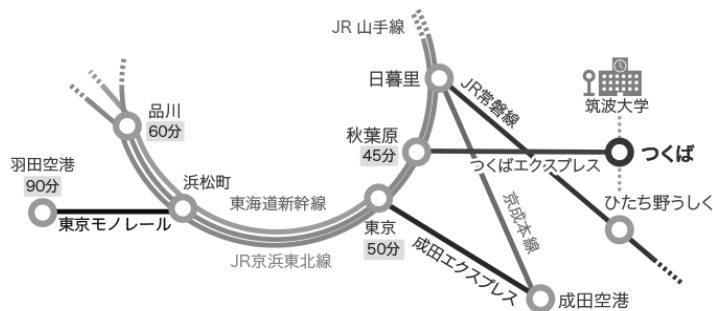 JR 山手線
日暮里
JR常磐線
筑波大学
品川
60分
秋葉原
45分
つくばエクスプレス
つくば
羽田空港
90分
浜松町
東海道新幹線
京成本線
ひたち野うしく
東京モノレール
東京
50分
成田エクスプレス
JR京浜東北線
成田空港